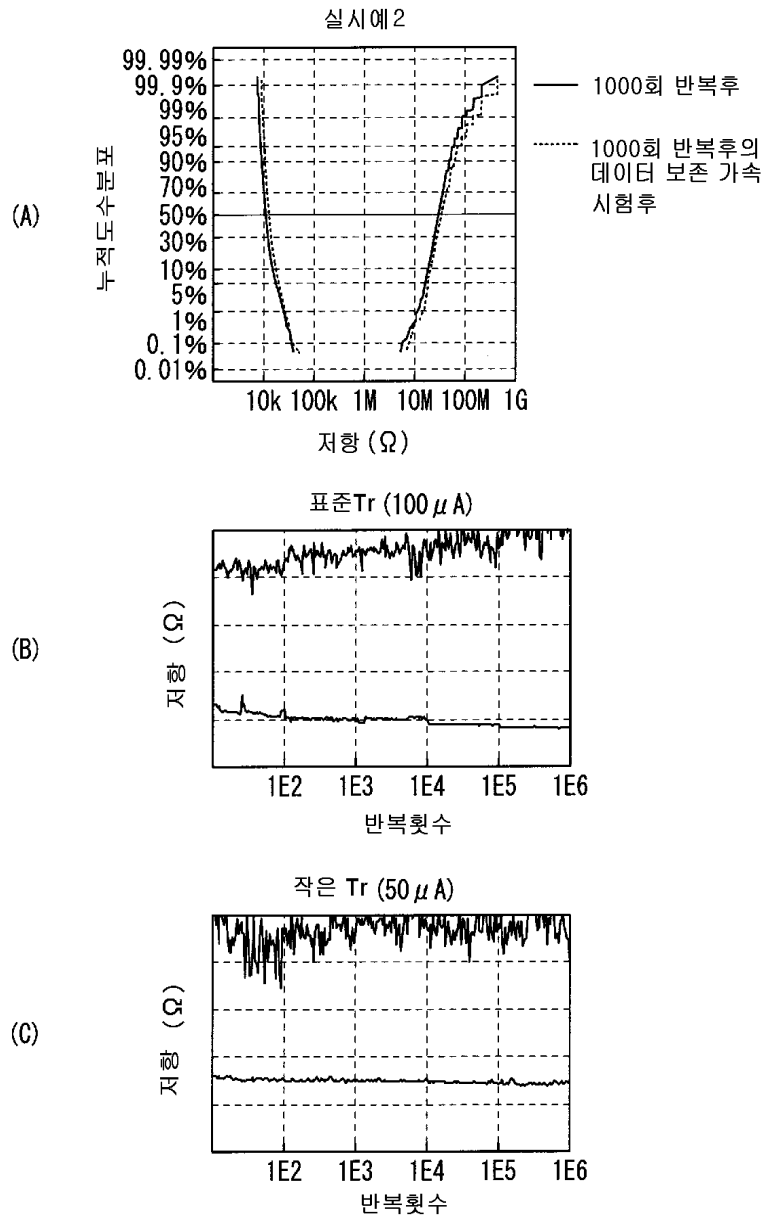 실시예2
(A)
누적도수분포
99.99%
99.9%
99%
95%
90%
70%
50%
30%
10%
5%
1%
0.1%
0.01%
10k 100k 1M 10M 100M 1G
저항 (Ω)
1000회 반복후
1000회 반복후의
데이터 보존 가속
시험후
표준Tr (100μA)
(B)
저항 (Ω)
1E2 1E3 1E4 1E5 1E6
반복횟수
작은 Tr (50μA)
(C)
저항 (Ω)
1E2 1E3 1E4 1E5 1E6
반복횟수